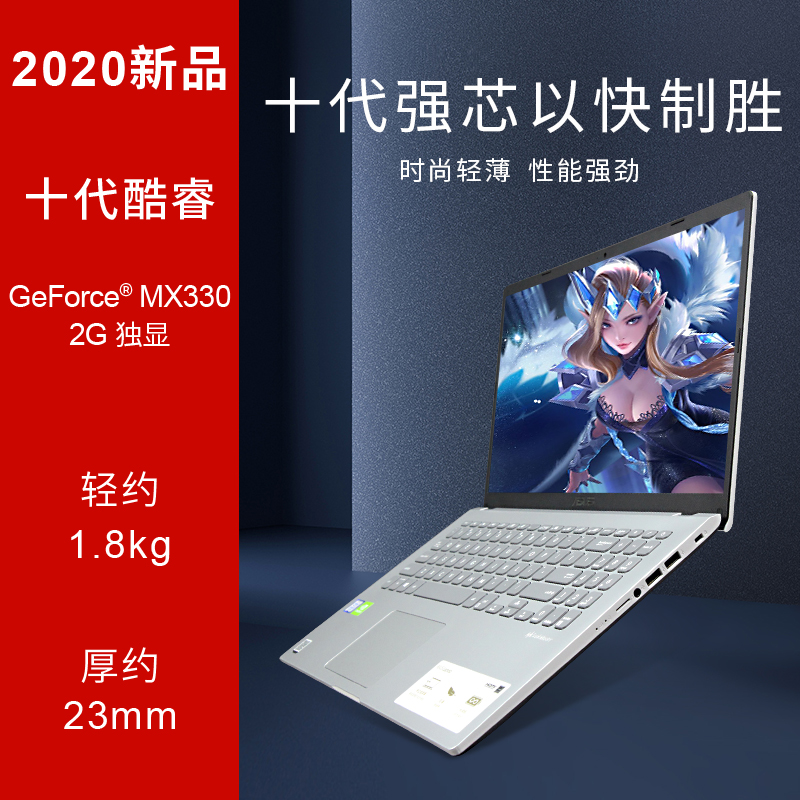 2020新品
十代酷睿
GeForce® MX330
2G 独显
轻约
1.8kg
厚约
23mm
十代强芯以快制胜
时尚轻薄 性能强劲